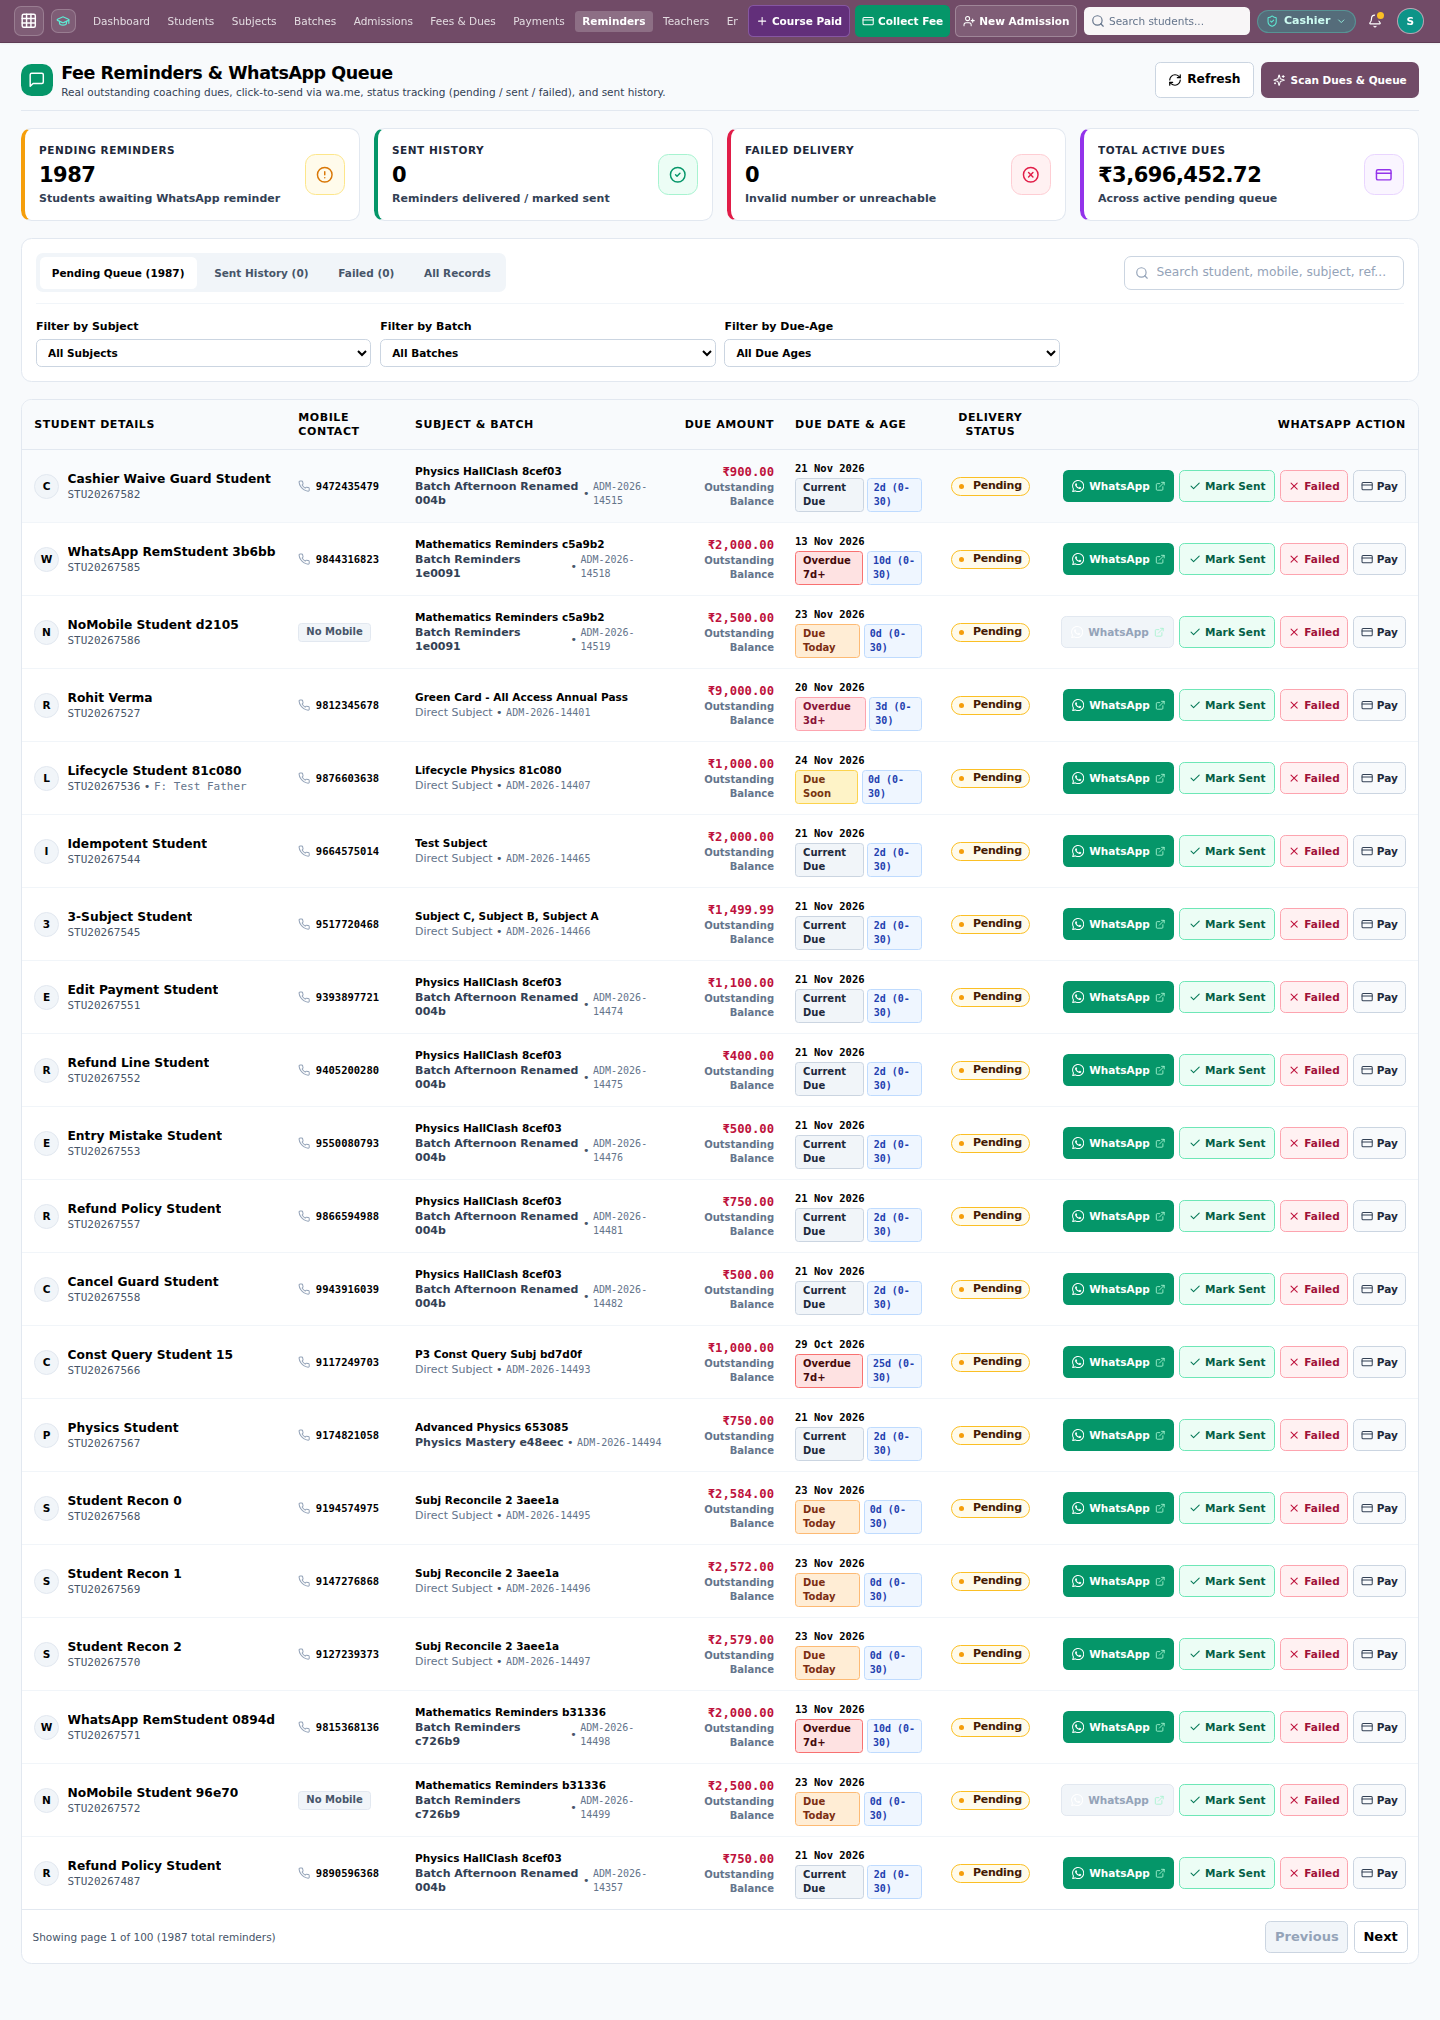 Dashboard Students Subjects Batches Admissions Fees & Dues Payments Reminders Teachers Er + Course Paid Collect Fee New Admission Search students... Cashier S
Fee Reminders & WhatsApp Queue
Real outstanding coaching dues, click-to-send via wa.me, status tracking (pending / sent / failed), and sent history.
Refresh
Scan Dues & Queue
PENDING REMINDERS
1987
Students awaiting WhatsApp reminder
SENT HISTORY
0
Reminders delivered / marked sent
FAILED DELIVERY
0
Invalid number or unreachable
TOTAL ACTIVE DUES
₹3,696,452.72
Across active pending queue
Pending Queue (1987) Sent History (0) Failed (0) All Records
Search student, mobile, subject, ref...
Filter by Subject
All Subjects
Filter by Batch
All Batches
Filter by Due-Age
All Due Ages
STUDENT DETAILS MOBILE CONTACT SUBJECT & BATCH DUE AMOUNT DUE DATE & AGE DELIVERY STATUS WHATSAPP ACTION
C Cashier Waive Guard Student STU20267582 9472435479 Physics HallClash 8cef03 Batch Afternoon Renamed 004b • ADM-2026-14515 ₹900.00 Outstanding Balance 21 Nov 2026 Current Due 2d (0-30) Pending WhatsApp Mark Sent Failed Pay
W WhatsApp RemStudent 3b6bb STU20267585 9844316823 Mathematics Reminders c5a9b2 Batch Reminders 1e0091 • ADM-2026-14518 ₹2,000.00 Outstanding Balance 13 Nov 2026 Overdue 7d+ 10d (0-30) Pending WhatsApp Mark Sent Failed Pay
N NoMobile Student d2105 STU20267586 No Mobile Mathematics Reminders c5a9b2 Batch Reminders 1e0091 • ADM-2026-14519 ₹2,500.00 Outstanding Balance 23 Nov 2026 Due Today 0d (0-30) Pending WhatsApp Mark Sent Failed Pay
R Rohit Verma STU20267527 9812345678 Green Card - All Access Annual Pass Direct Subject • ADM-2026-14401 ₹9,000.00 Outstanding Balance 20 Nov 2026 Overdue 3d+ 3d (0-30) Pending WhatsApp Mark Sent Failed Pay
L Lifecycle Student 81c080 STU20267536 • F: Test Father 9876603638 Lifecycle Physics 81c080 Direct Subject • ADM-2026-14407 ₹1,000.00 Outstanding Balance 24 Nov 2026 Due Soon 0d (0-30) Pending WhatsApp Mark Sent Failed Pay
I Idempotent Student STU20267544 9664575014 Test Subject Direct Subject • ADM-2026-14465 ₹2,000.00 Outstanding Balance 21 Nov 2026 Current Due 2d (0-30) Pending WhatsApp Mark Sent Failed Pay
3 3-Subject Student STU20267545 9517720468 Subject C, Subject B, Subject A Direct Subject • ADM-2026-14466 ₹1,499.99 Outstanding Balance 21 Nov 2026 Current Due 2d (0-30) Pending WhatsApp Mark Sent Failed Pay
E Edit Payment Student STU20267551 9393897721 Physics HallClash 8cef03 Batch Afternoon Renamed 004b • ADM-2026-14474 ₹1,100.00 Outstanding Balance 21 Nov 2026 Current Due 2d (0-30) Pending WhatsApp Mark Sent Failed Pay
R Refund Line Student STU20267552 9405200280 Physics HallClash 8cef03 Batch Afternoon Renamed 004b • ADM-2026-14475 ₹400.00 Outstanding Balance 21 Nov 2026 Current Due 2d (0-30) Pending WhatsApp Mark Sent Failed Pay
E Entry Mistake Student STU20267553 9550080793 Physics HallClash 8cef03 Batch Afternoon Renamed 004b • ADM-2026-14476 ₹500.00 Outstanding Balance 21 Nov 2026 Current Due 2d (0-30) Pending WhatsApp Mark Sent Failed Pay
R Refund Policy Student STU20267557 9866594988 Physics HallClash 8cef03 Batch Afternoon Renamed 004b • ADM-2026-14481 ₹750.00 Outstanding Balance 21 Nov 2026 Current Due 2d (0-30) Pending WhatsApp Mark Sent Failed Pay
C Cancel Guard Student STU20267558 9943916039 Physics HallClash 8cef03 Batch Afternoon Renamed 004b • ADM-2026-14482 ₹500.00 Outstanding Balance 21 Nov 2026 Current Due 2d (0-30) Pending WhatsApp Mark Sent Failed Pay
C Const Query Student 15 STU20267566 9117249703 P3 Const Query Subj bd7d0f Direct Subject • ADM-2026-14493 ₹1,000.00 Outstanding Balance 29 Oct 2026 Overdue 7d+ 25d (0-30) Pending WhatsApp Mark Sent Failed Pay
P Physics Student STU20267567 9174821058 Advanced Physics 653085 Physics Mastery e48eec • ADM-2026-14494 ₹750.00 Outstanding Balance 21 Nov 2026 Current Due 2d (0-30) Pending WhatsApp Mark Sent Failed Pay
S Student Recon 0 STU20267568 9194574975 Subj Reconcile 2 3aee1a Direct Subject • ADM-2026-14495 ₹2,584.00 Outstanding Balance 23 Nov 2026 Due Today 0d (0-30) Pending WhatsApp Mark Sent Failed Pay
S Student Recon 1 STU20267569 9147276868 Subj Reconcile 2 3aee1a Direct Subject • ADM-2026-14496 ₹2,572.00 Outstanding Balance 23 Nov 2026 Due Today 0d (0-30) Pending WhatsApp Mark Sent Failed Pay
S Student Recon 2 STU20267570 9127239373 Subj Reconcile 2 3aee1a Direct Subject • ADM-2026-14497 ₹2,579.00 Outstanding Balance 23 Nov 2026 Due Today 0d (0-30) Pending WhatsApp Mark Sent Failed Pay
W WhatsApp RemStudent 0894d STU20267571 9815368136 Mathematics Reminders b31336 Batch Reminders c726b9 • ADM-2026-14498 ₹2,000.00 Outstanding Balance 13 Nov 2026 Overdue 7d+ 10d (0-30) Pending WhatsApp Mark Sent Failed Pay
N NoMobile Student 96e70 STU20267572 No Mobile Mathematics Reminders b31336 Batch Reminders c726b9 • ADM-2026-14499 ₹2,500.00 Outstanding Balance 23 Nov 2026 Due Today 0d (0-30) Pending WhatsApp Mark Sent Failed Pay
R Refund Policy Student STU20267487 9890596368 Physics HallClash 8cef03 Batch Afternoon Renamed 004b • ADM-2026-14357 ₹750.00 Outstanding Balance 21 Nov 2026 Current Due 2d (0-30) Pending WhatsApp Mark Sent Failed Pay
Showing page 1 of 100 (1987 total reminders)
Previous Next